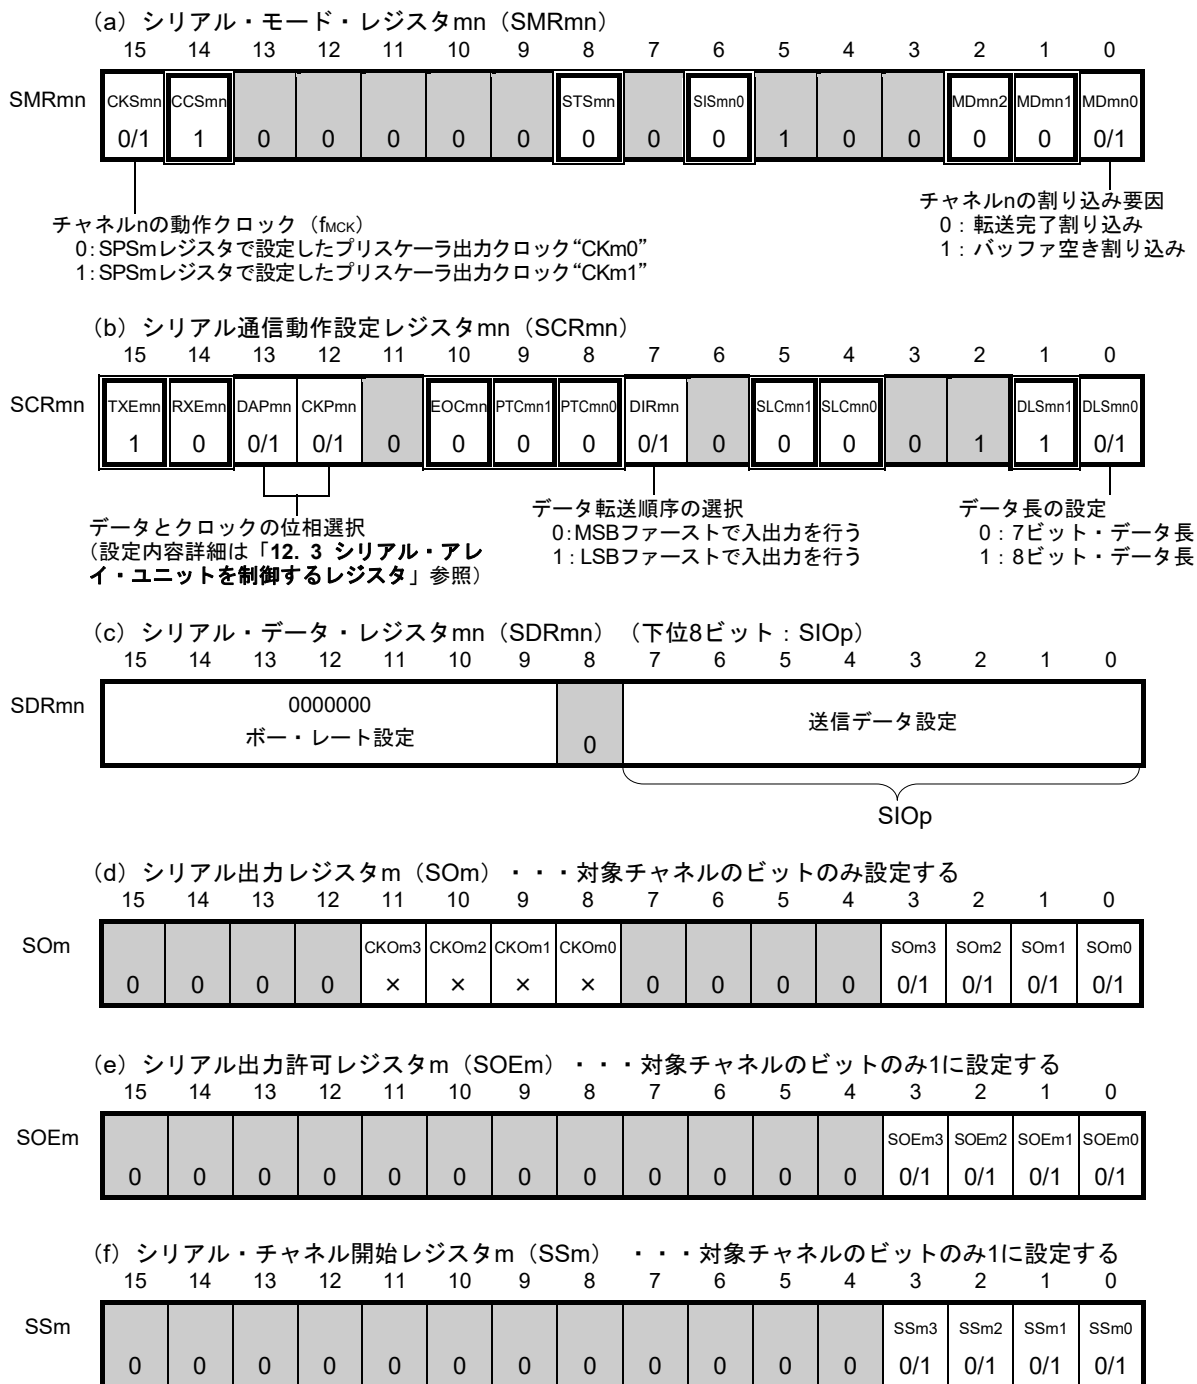 (a) シリアル・モード・レジスタmn (SMRmn)
15 14 13 12 11 10 9 8 7 6 5 4 3 2 1 0
SMRmn CKSmn CCSmn STSmn SISmn0 MDmn2 MDmn1 MDmn0
0/1 1 0 0 0 0 0 0 0 0 1 0 0 0 0 0/1
チャネルnの動作クロック (fMCK)
0:SPSmレジスタで設定したプリスケーラ出力クロック“CKm0”
1:SPSmレジスタで設定したプリスケーラ出力クロック“CKm1”
チャネルnの割り込み要因
0:転送完了割り込み
1:バッファ空き割り込み
(b) シリアル通信動作設定レジスタmn (SCRmn)
15 14 13 12 11 10 9 8 7 6 5 4 3 2 1 0
SCRmn TXEmn RXEmn DAPmn CKPmn EOCmn PTCmn1 PTCmn0 DIRmn SLCmn1 SLCmn0 DLSmn1 DLSmn0
1 0 0/1 0/1 0 0 0 0 0/1 0 0 0 0 1 1 0/1
データとクロックの位相選択
(設定内容詳細は「12. 3 シリアル・アレ
イ・ユニットを制御するレジスタ」参照)
データ転送順序の選択
0:MSBファーストで入出力を行う
1:LSBファーストで入出力を行う
データ長の設定
0:7ビット・データ長
1:8ビット・データ長
(c) シリアル・データ・レジスタmn (SDRmn) (下位8ビット:SIOp)
15 14 13 12 11 10 9 8 7 6 5 4 3 2 1 0
SDRmn 0000000
ボー・レート設定
0
送信データ設定
SIOp
(d) シリアル出力レジスタm (SOm) ・・・対象チャネルのビットのみ設定する
15 14 13 12 11 10 9 8 7 6 5 4 3 2 1 0
SOm CKOm3 CKOm2 CKOm1 CKOm0 SOm3 SOm2 SOm1 SOm0
0 0 0 0 × × × × 0 0 0 0 0/1 0/1 0/1 0/1
(e) シリアル出力許可レジスタm (SOEm) ・・・対象チャネルのビットのみ1に設定する
15 14 13 12 11 10 9 8 7 6 5 4 3 2 1 0
SOEm SOEm3 SOEm2 SOEm1 SOEm0
0 0 0 0 0 0 0 0 0 0 0 0 0/1 0/1 0/1 0/1
(f) シリアル・チャネル開始レジスタm (SSm) ・・・対象チャネルのビットのみ1に設定する
15 14 13 12 11 10 9 8 7 6 5 4 3 2 1 0
SSm SSm3 SSm2 SSm1 SSm0
0 0 0 0 0 0 0 0 0 0 0 0 0/1 0/1 0/1 0/1